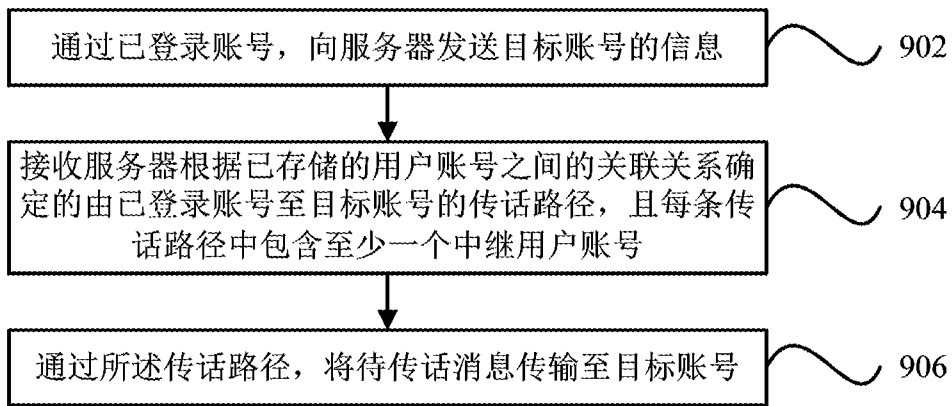 通过已登录账号，向服务器发送目标账号的信息
902
接收服务器根据已存储的用户账号之间的关联关系确
定的由已登录账号至目标账号的传话路径，且每条传
话路径中包含至少一个中继用户账号
904
通过所述传话路径，将待传话消息传输至目标账号
906